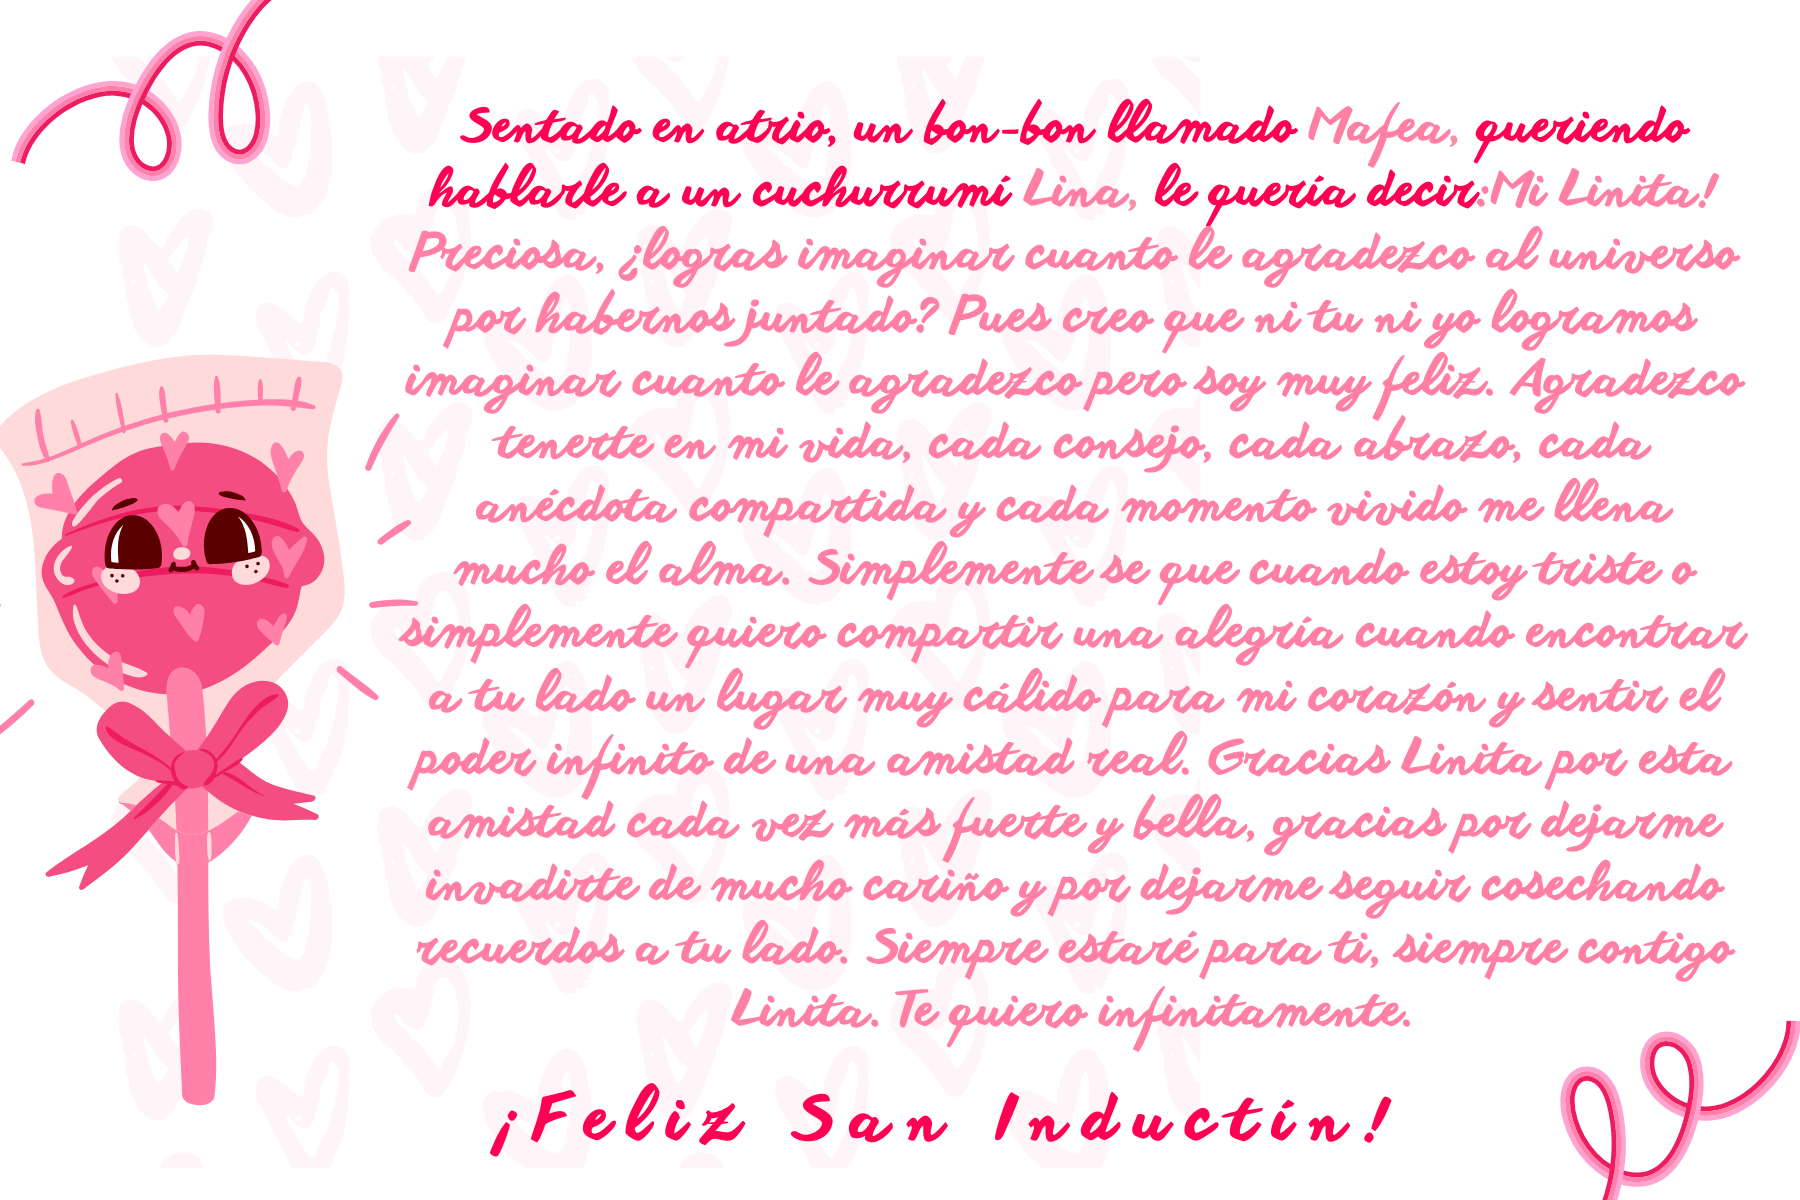 Sentado en atrio, un bon-bon llamado Mafea, queriendo
hablarle a un cuchurrumí Lina, le quería decir:Mi Linita!
Preciosa, ¿logras imaginar cuanto le agradezco al universo
por habernos juntado? Pues creo que ni tu ni yo logramos
imaginar cuanto le agradezco pero soy muy feliz. Agradezco
tenerte en mi vida, cada consejo, cada abrazo, cada
anécdota compartida y cada momento vivido me llena
mucho el alma. Simplemente se que cuando estoy triste o
simplemente quiero compartir una alegría cuando encontrar
a tu lado un lugar muy cálido para mi corazón y sentir el
poder infinito de una amistad real. Gracias Linita por esta
amistad cada vez más fuerte y bella, gracias por dejarme
invadirte de mucho cariño y por dejarme seguir cosechando
recuerdos a tu lado. Siempre estaré para ti, siempre contigo
Linita. Te quiero infinitamente.
¡Feliz San Inductín!